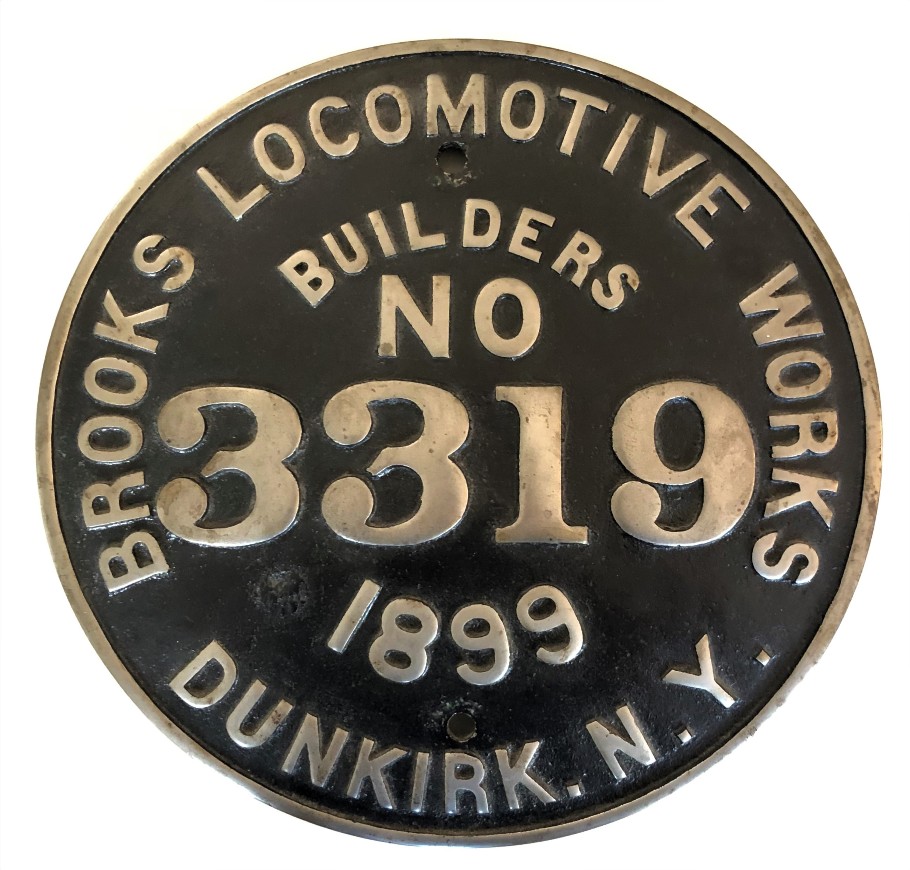 BROOKS LOCOMOTIVE WORKS
BUILDERS
NO
3319
1899
DUNKIRK. N.Y.